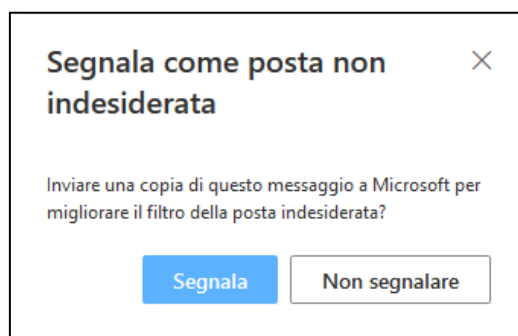 Segnala come posta non
indesiderata
Inviare una copia di questo messaggio a Microsoft per
migliorare il filtro della posta indesiderata?
Segnala
Non segnalare